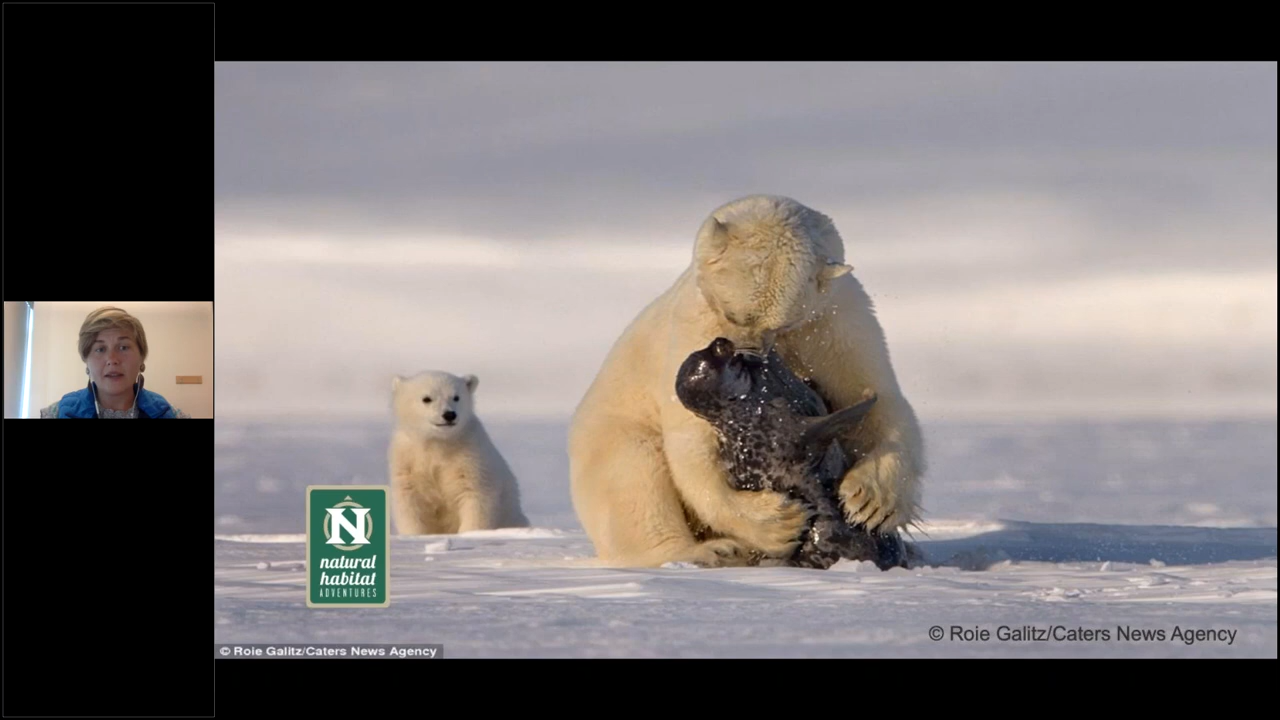 N
natural
habitat
ADVENTURES
© Roie Galitz/Caters News Agency
© Roie Galitz/Caters News Agency